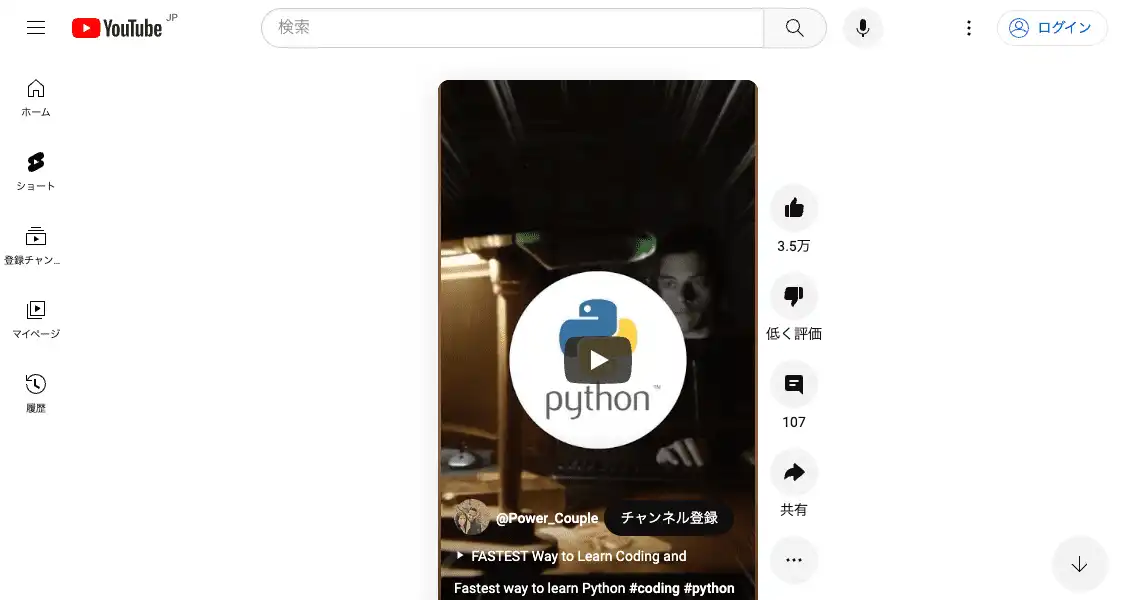 YouTube JP
検索
ログイン
ホーム
ショート
登録チャン...
マイページ
履歴
python™
@Power_Couple
チャンネル登録
FASTEST Way to Learn Coding and
Fastest way to learn Python #coding #python
3.5万
低く評価
107
共有